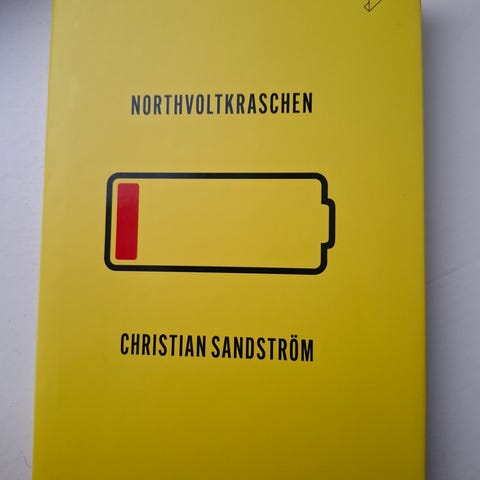 NORTHVOLTKRASCHEN
CHRISTIAN SANDSTRÖM